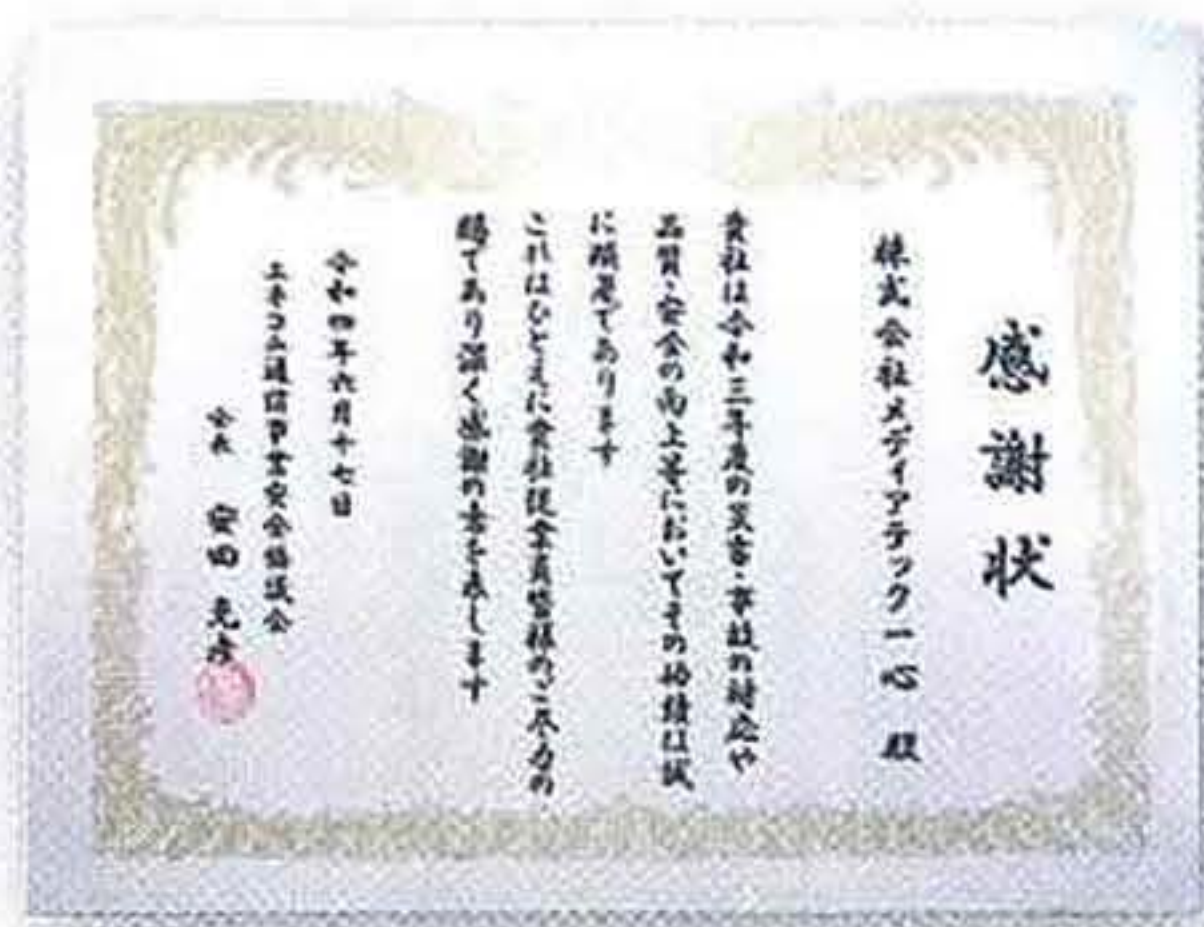 感謝状
株式会社メディアテック一心 殿
貴社は令和三年度の災害・事故の対応や
品質・安全の向上等においてその功績は誠
に顕著であります
これはひとえに貴社従業員皆様のご尽力の
賜であり深く感謝の意を表します
令和四年六月十七日
エネコム通信事業安全協議会
会長 安田 克彦